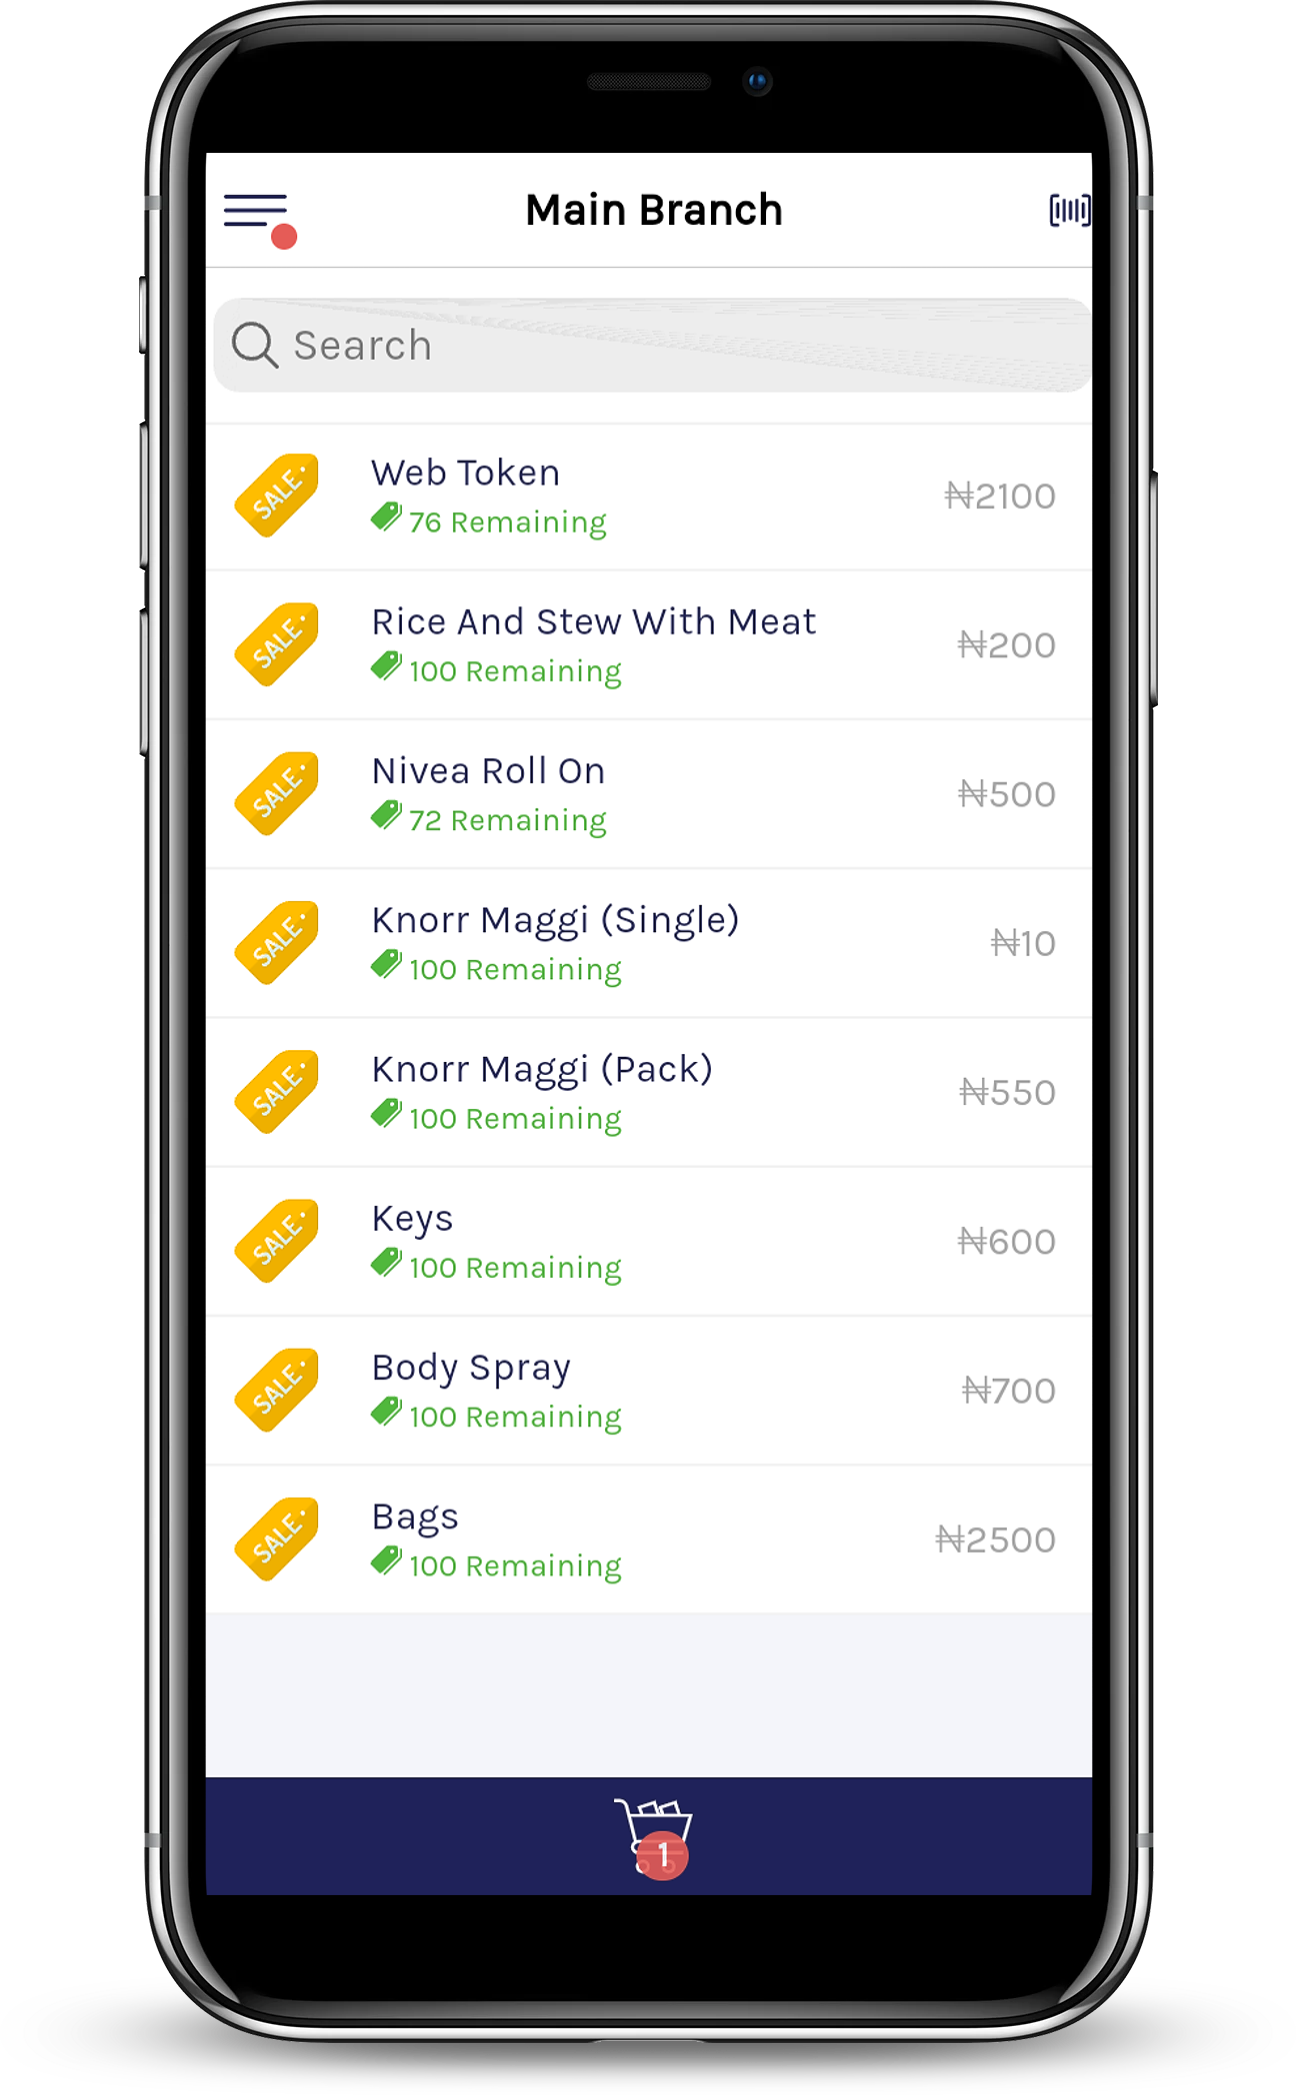 Main Branch
Search
SALE
Web Token
76 Remaining
₦2100
SALE
Rice And Stew With Meat
100 Remaining
₦200
SALE
Nivea Roll On
72 Remaining
₦500
SALE
Knorr Maggi (Single)
100 Remaining
₦10
SALE
Knorr Maggi (Pack)
100 Remaining
₦550
SALE
Keys
100 Remaining
₦600
SALE
Body Spray
100 Remaining
₦700
SALE
Bags
100 Remaining
₦2500
1